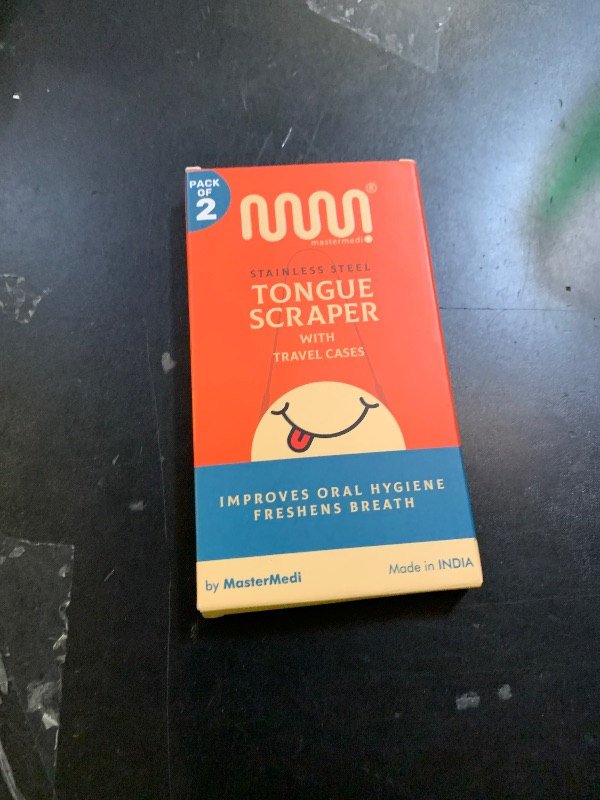 PACK
OF
2
®
mastermedi
STAINLESS STEEL
TONGUE
SCRAPER
WITH
TRAVEL CASES
IMPROVES ORAL HYGIENE
FRESHENS BREATH
by MasterMedi
Made in INDIA